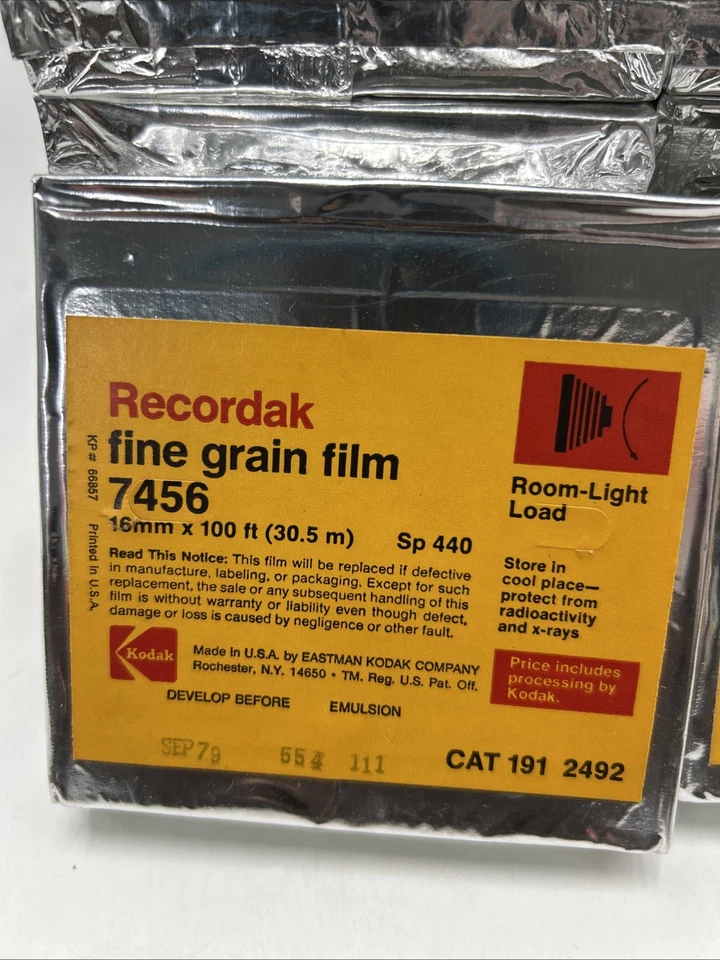 Recordak
fine grain film
7456
16mm x 100 ft (30.5 m) Sp 440
Read This Notice: This film will be replaced if defective
in manufacture, labeling, or packaging. Except for such
replacement, the sale or any subsequent handling of this
film is without warranty or liability even though defect,
damage or loss is caused by negligence or other fault.
Kodak
Made in U.S.A. by EASTMAN KODAK COMPANY
Rochester, N.Y. 14650 • TM. Reg. U.S. Pat. Off.
DEVELOP BEFORE EMULSION
SEP 79 554 111
KP# 66857 Printed in U.S.A.
Room-Light
Load
Store in
cool place—
protect from
radioactivity
and x-rays
Price includes
processing by
Kodak.
CAT 191 2492